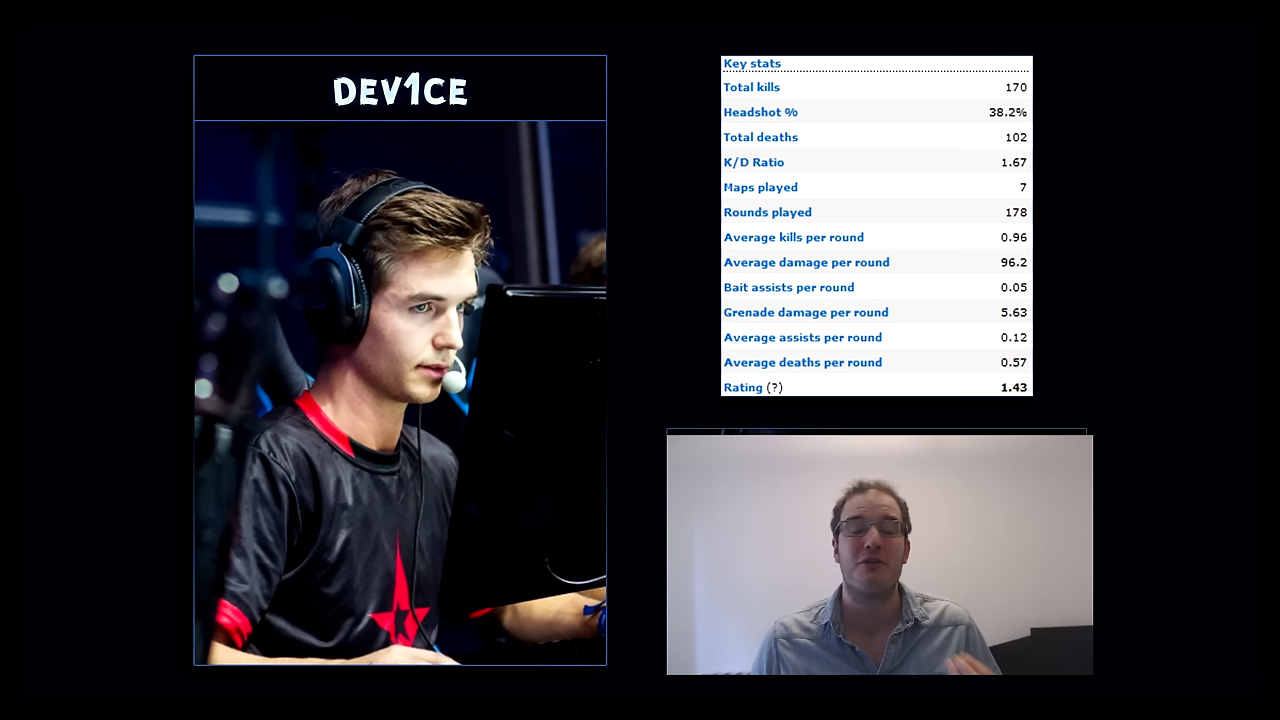 DEV1CE
Key stats
Total kills 170
Headshot % 38.2%
Total deaths 102
K/D Ratio 1.67
Maps played 7
Rounds played 178
Average kills per round 0.96
Average damage per round 96.2
Bait assists per round 0.05
Grenade damage per round 5.63
Average assists per round 0.12
Average deaths per round 0.57
Rating (?) 1.43